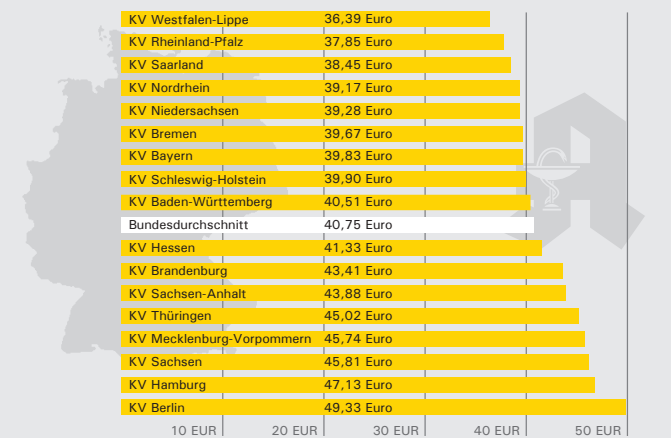 KV Westfalen-Lippe 36,39 Euro
KV Rheinland-Pfalz 37,85 Euro
KV Saarland 38,45 Euro
KV Nordrhein 39,17 Euro
KV Niedersachsen 39,28 Euro
KV Bremen 39,67 Euro
KV Bayern 39,83 Euro
KV Schleswig-Holstein 39,90 Euro
KV Baden-Württemberg 40,51 Euro
Bundesdurchschnitt 40,75 Euro
KV Hessen 41,33 Euro
KV Brandenburg 43,41 Euro
KV Sachsen-Anhalt 43,88 Euro
KV Thüringen 45,02 Euro
KV Mecklenburg-Vorpommern 45,74 Euro
KV Sachsen 45,81 Euro
KV Hamburg 47,13 Euro
KV Berlin 49,33 Euro
10 EUR 20 EUR 30 EUR 40 EUR 50 EUR